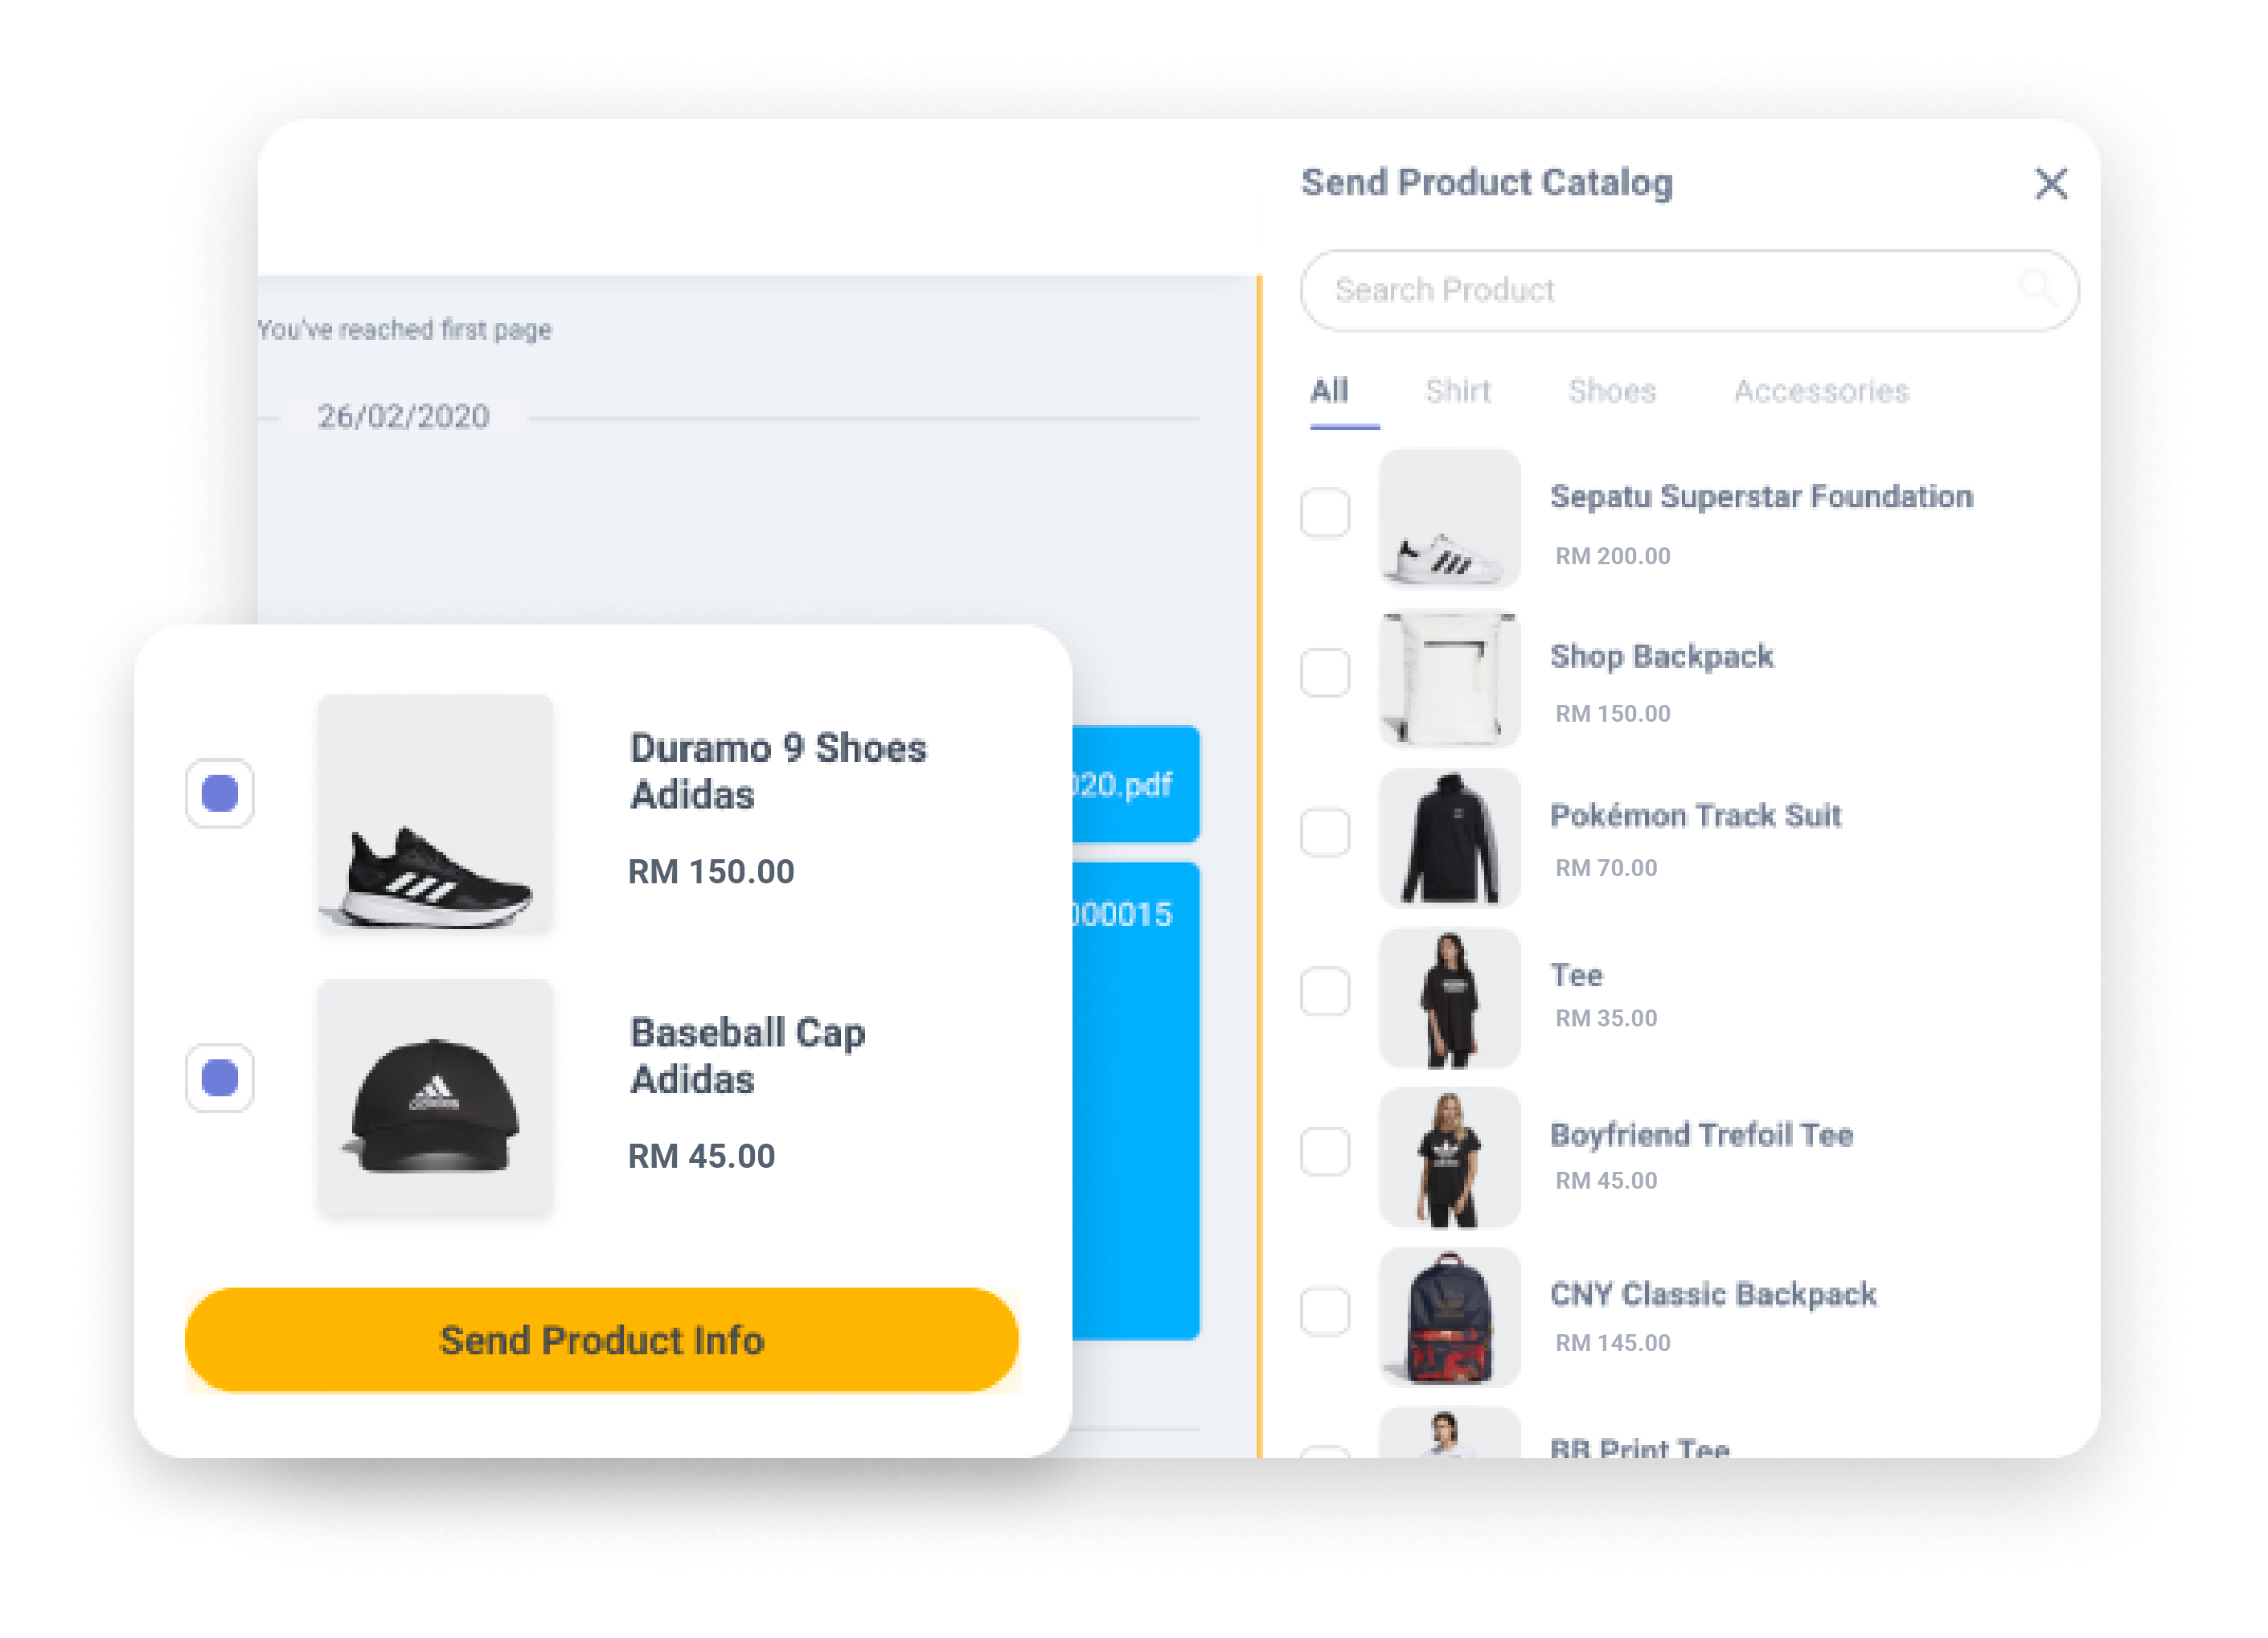 Send Product Catalog
Search Product
You've reached first page
All Shirt Shoes Accessories
26/02/2020
Sepatu Superstar Foundation
RM 200.00
Shop Backpack
RM 150.00
Duramo 9 Shoes
Adidas
RM 150.00
020.pdf
000015
Pokémon Track Suit
RM 70.00
Tee
RM 35.00
Baseball Cap
Adidas
RM 45.00
Boyfriend Trefoil Tee
RM 45.00
CNY Classic Backpack
RM 145.00
Send Product Info
BB Print Tee